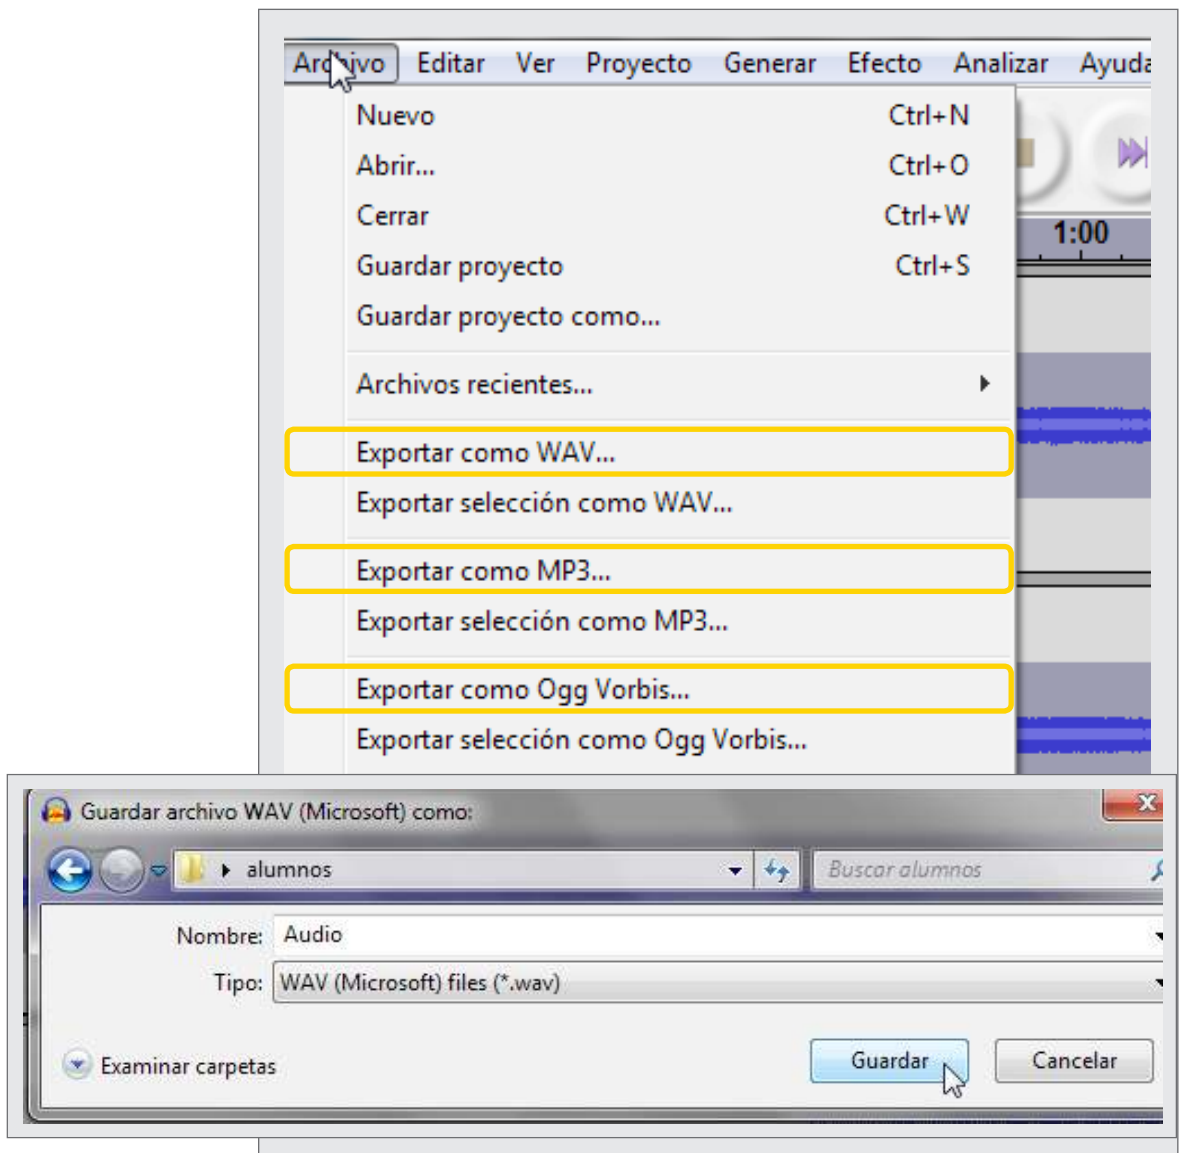 Archivo Editar Ver Proyecto Generar Efecto Analizar Ayuda
Nuevo Ctrl+N
Abrir... Ctrl+O
Cerrar Ctrl+W
Guardar proyecto Ctrl+S
Guardar proyecto como...
1:00
Archivos recientes...
Exportar como WAV...
Exportar selección como WAV...
Exportar como MP3...
Exportar selección como MP3...
Exportar como Ogg Vorbis...
Exportar selección como Ogg Vorbis...
Guardar archivo WAV (Microsoft) como:
alumnos Buscar alumnos
Nombre: Audio
Tipo: WAV (Microsoft) files (*.wav)
Examinar carpetas Guardar Cancelar